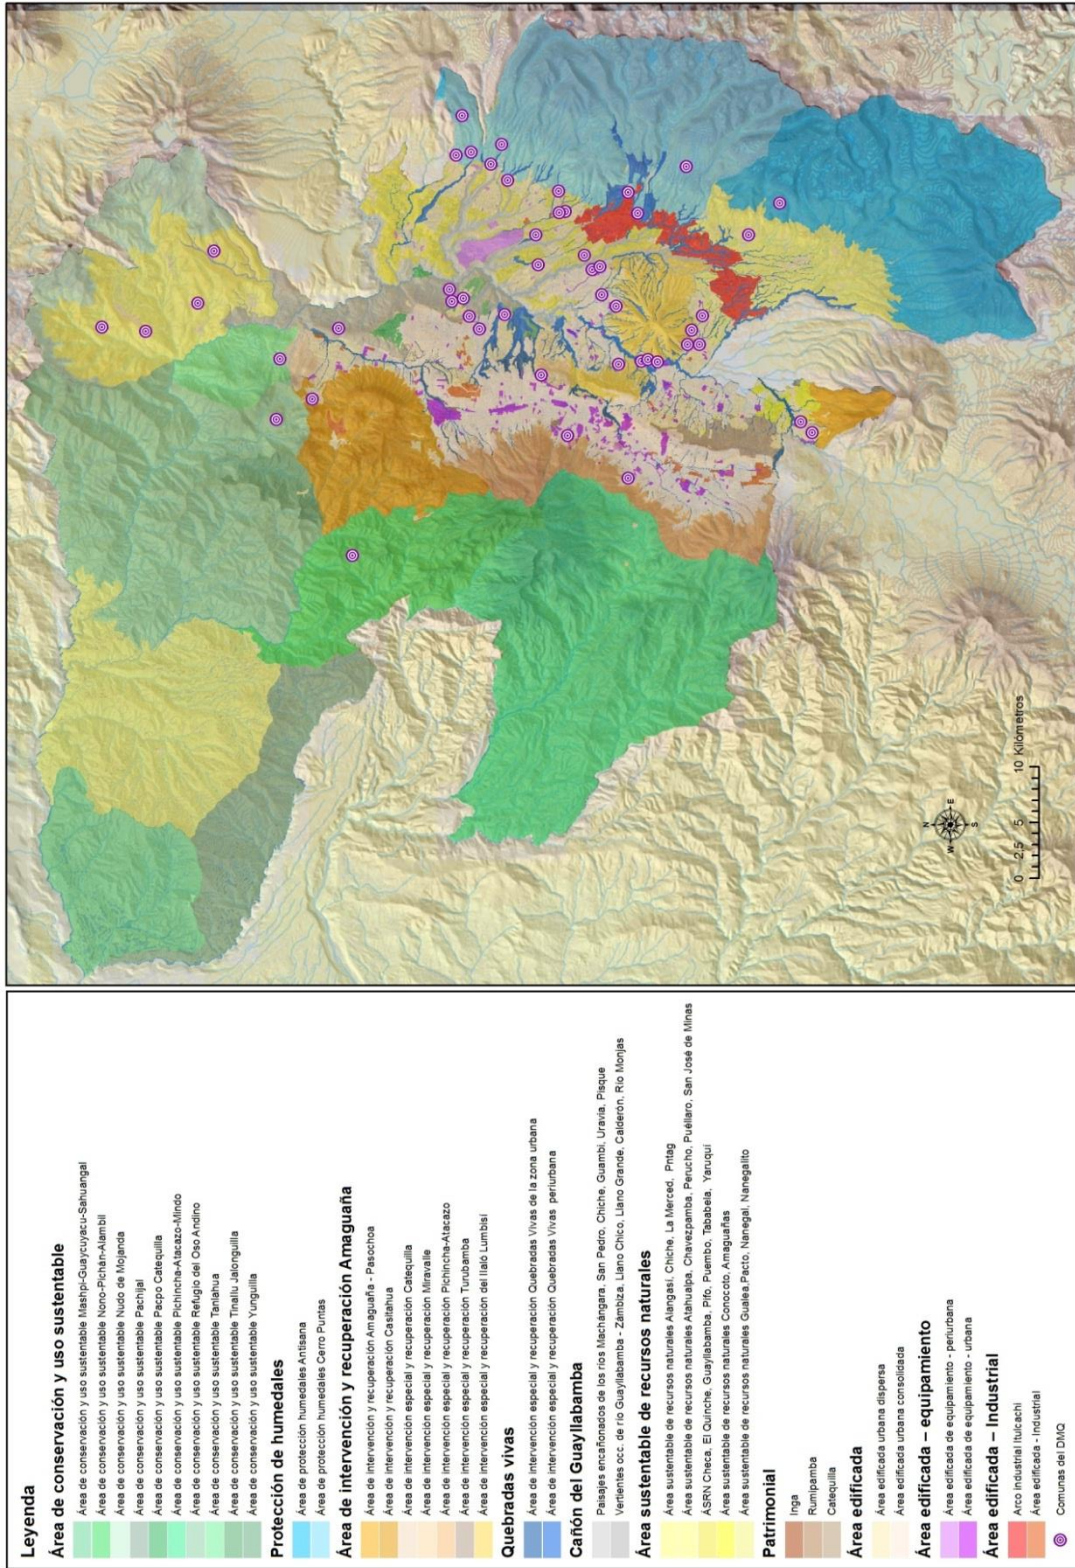 Leyenda
Área de conservación y uso sustentable
Área de conservación y uso sustentable Mashpi-Guaycuyacu-Sahuangal
Área de conservación y uso sustentable Nono-Pichán-Alambil
Área de conservación y uso sustentable Nudo de Mojanda
Área de conservación y uso sustentable Pachijal
Área de conservación y uso sustentable Pacpo Catequilla
Área de conservación y uso sustentable Pichincha-Atacazo-Mindo
Área de conservación y uso sustentable Refugio del Oso Andino
Área de conservación y uso sustentable Tanlahua
Área de conservación y uso sustentable Tinallu Jalonguilla
Área de conservación y uso sustentable Yunguilla
Protección de humedales
Área de protección humedales Antisana
Área de protección humedales Cerro Puntas
Área de intervención y recuperación Amaguaña
Área de intervención y recuperación Amaguaña - Pasochoa
Área de intervención y recuperación Casitahua
Área de intervención especial y recuperación Catequilla
Área de intervención especial y recuperación Miravalle
Área de intervención especial y recuperación Pichincha-Atacazo
Área de intervención especial y recuperación Turubamba
Área de intervención especial y recuperación del Ilaló Lumbisí
Quebradas vivas
Área de intervención especial y recuperación Quebradas Vivas de la zona urbana
Área de intervención especial y recuperación Quebradas Vivas periurbana
Cañón del Guayllabamba
Paisajes encañonados de los ríos Machángara, San Pedro, Chiche, Guambi, Uravía, Pisque
Vertientes occ. de río Guayllabamba - Zámbiza, Llano Chico, Llano Grande, Calderón, Río Monjas
Área sustentable de recursos naturales
Área sustentable de recursos naturales Alangasí, Chiche, La Merced, Pntag
Área sustentable de recursos naturales Atahualpa, Chavezpamba, Perucho, Puéllaro, San José de Minas
ASRN Checa, El Quinche, Guayllabamba, Pifo, Puembo, Tababela, Yaruquí
Área sustentable de recursos naturales Conocoto, Amaguañas
Área sustentable de recursos naturales Gualea,Pacto, Nanegal, Nanegalito
Patrimonial
Inga
Rumipamba
Catequilla
Área edificada
Área edificada urbana dispersa
Área edificada urbana consolidada
Área edificada – equipamiento
Área edificada de equipamiento - periurbana
Área edificada de equipamiento - urbana
Área edificada – Industrial
Arco Industrial Itulcachi
Área edificada - Industrial
Comunas del DMQ
N
W E
S
0 2,5 5 10 Kilómetros